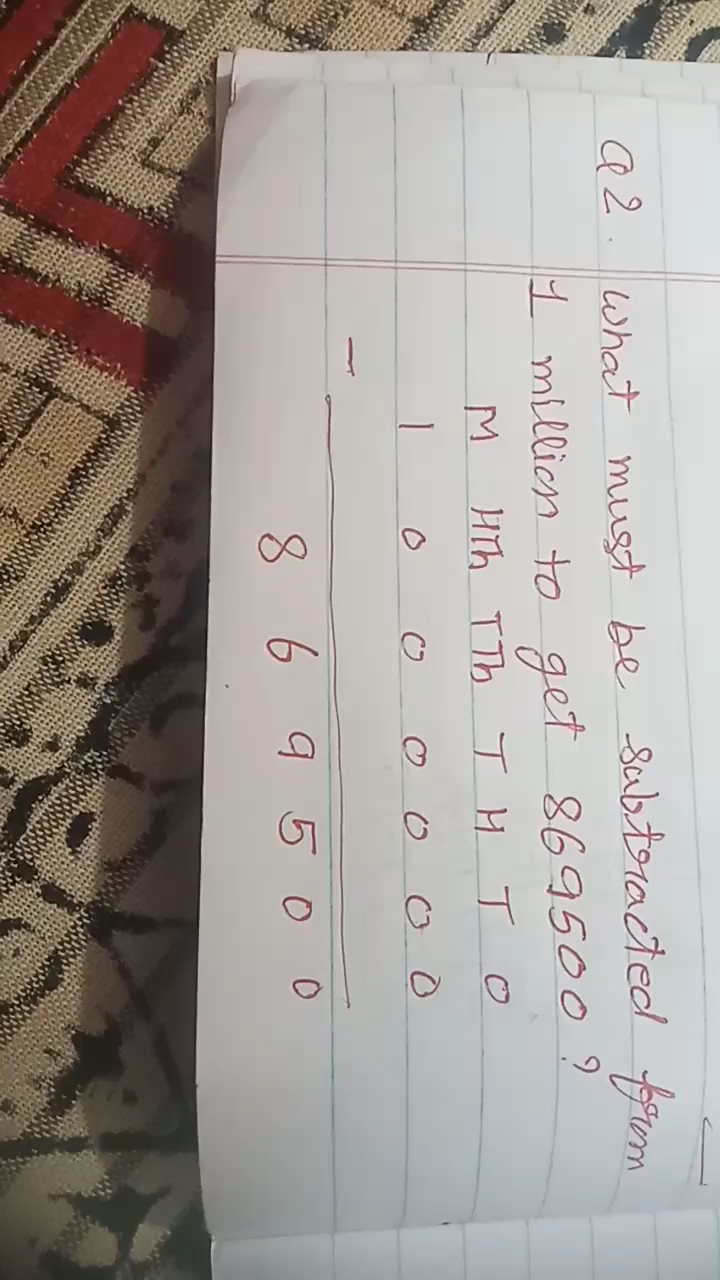 Q2. What must be subtracted from
1 million to get 869500?
M HTh TTh T H T O
1 0 0 0 0 0 0
-
8 6 9 5 0 0